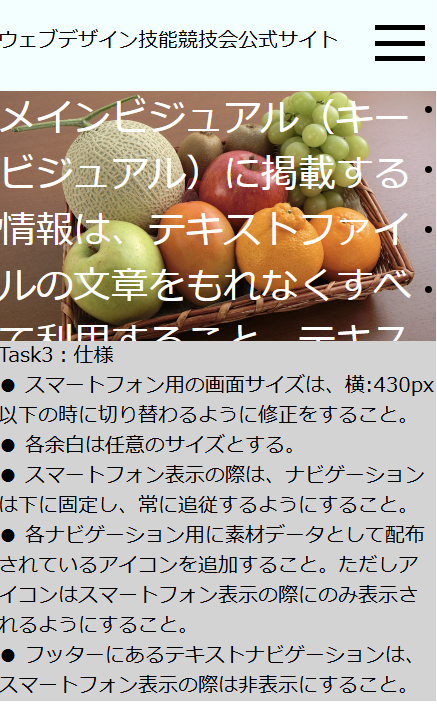 ウェブデザイン技能競技会公式サイト
メインビジュアル（キー
ビジュアル）に掲載する
情報は、テキストファイ
ルの文章をもれなくすべ
て利用すること。テキス
Task3：仕様
● スマートフォン用の画面サイズは、横:430px
以下の時に切り替わるように修正をすること。
● 各余白は任意のサイズとする。
● スマートフォン表示の際は、ナビゲーション
は下に固定し、常に追従するようにすること。
● 各ナビゲーション用に素材データとして配布
されているアイコンを追加すること。ただしア
イコンはスマートフォン表示の際にのみ表示さ
れるようにすること。
● フッターにあるテキストナビゲーションは、
スマートフォン表示の際は非表示にすること。